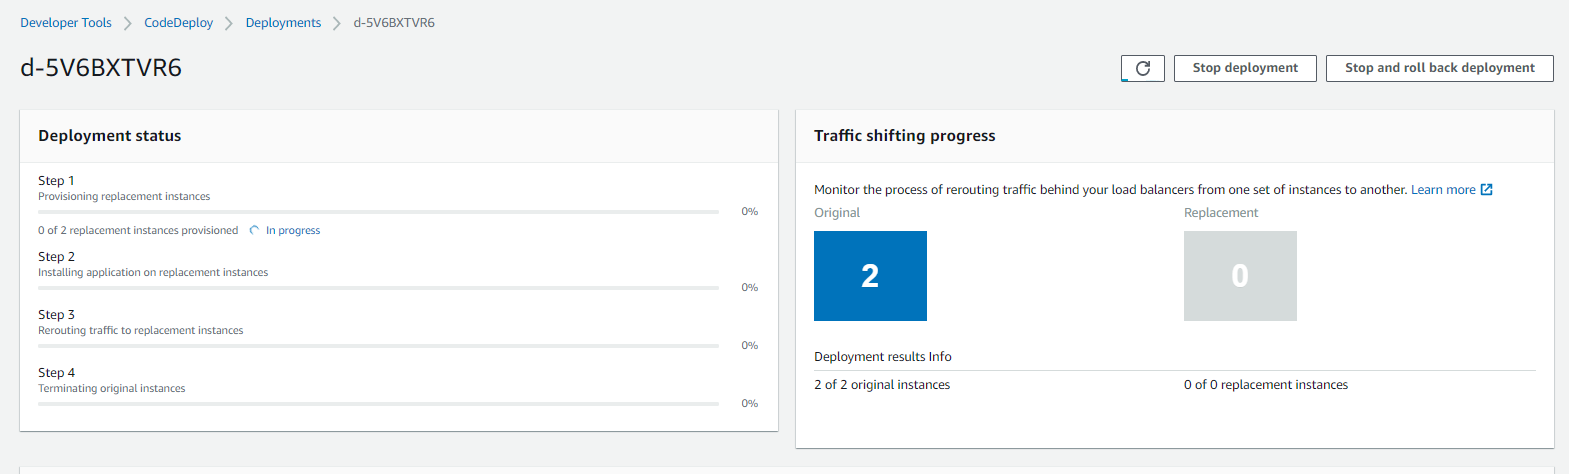 Developer Tools > CodeDeploy > Deployments > d-5V6BXTVR6
d-5V6BXTVR6
Stop deployment
Stop and roll back deployment
Deployment status
Step 1
Provisioning replacement instances
0%
0 of 2 replacement instances provisioned In progress
Step 2
Installing application on replacement instances
0%
Step 3
Rerouting traffic to replacement instances
0%
Step 4
Terminating original instances
0%
Traffic shifting progress
Monitor the process of rerouting traffic behind your load balancers from one set of instances to another. Learn more
Original Replacement
2 0
Deployment results Info
2 of 2 original instances 0 of 0 replacement instances